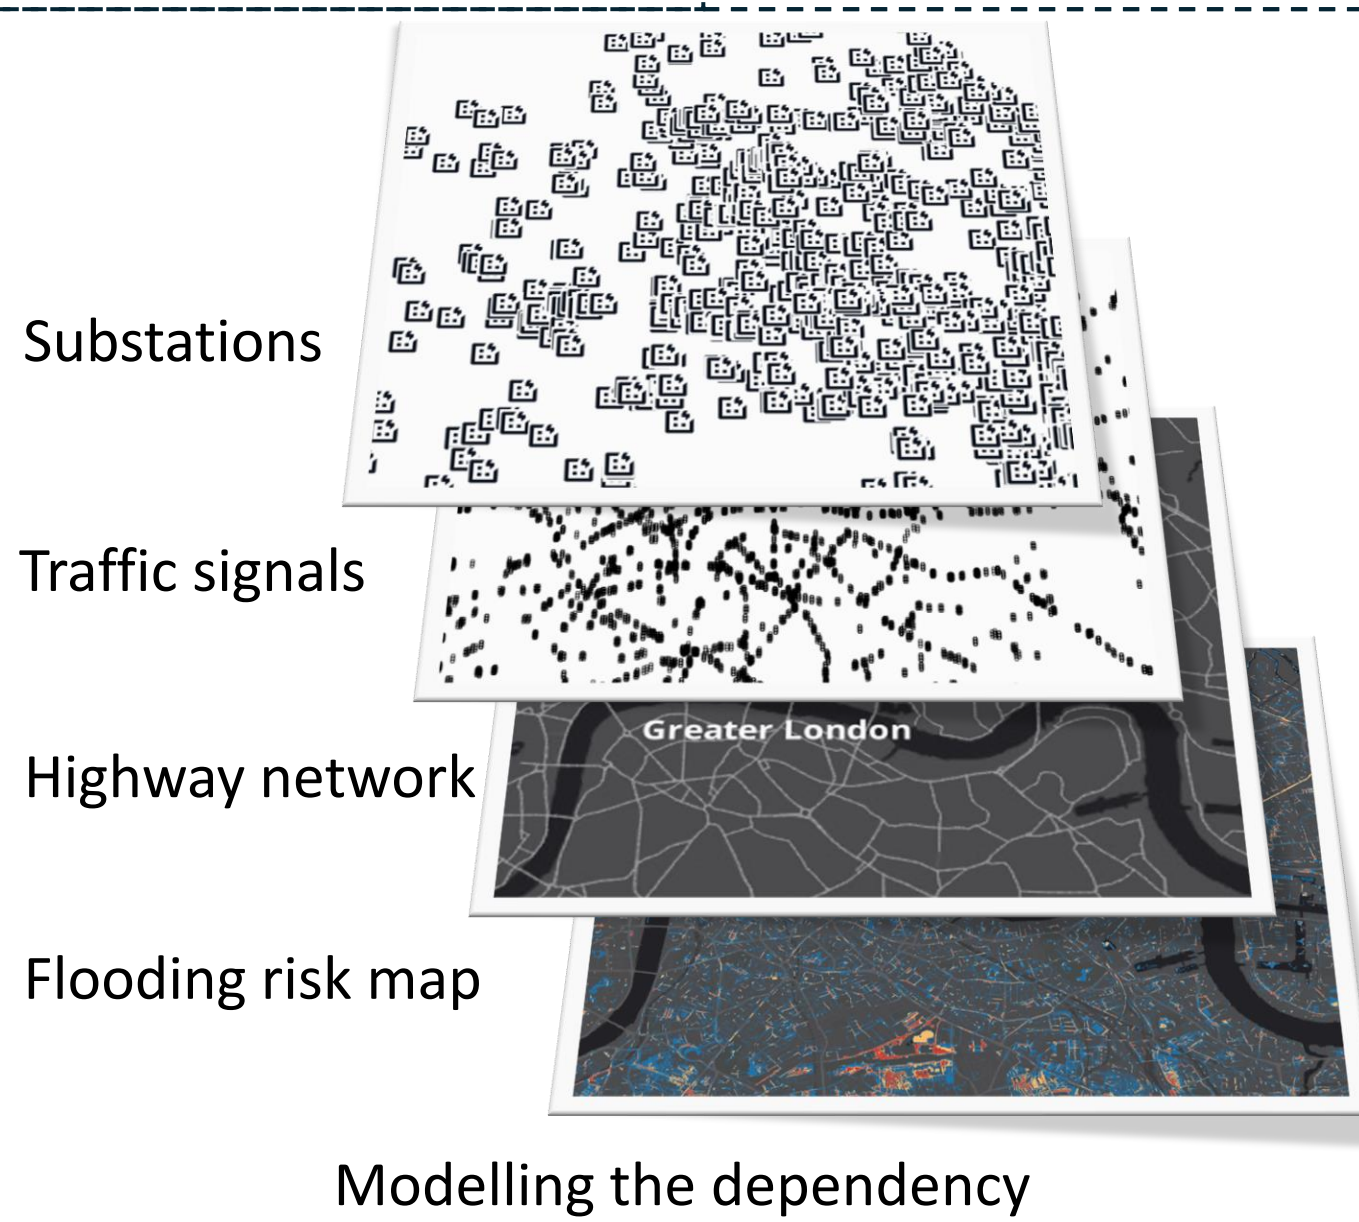 Substations
Traffic signals
Greater London
Highway network
Flooding risk map
Modelling the dependency